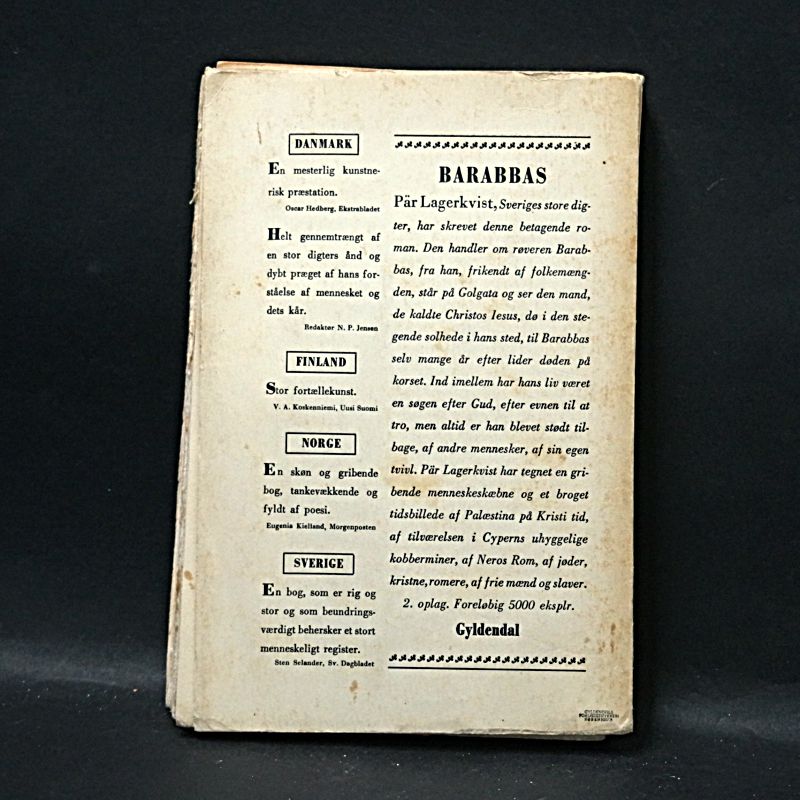 DANMARK
En mesterlig kunstne-
risk præstation.
Oscar Hedberg, Ekstrabladet
Helt gennemtrængt af
en stor digters ånd og
dybt præget af hans for-
ståelse af mennesket og
dets kår.
Redaktør N. P. Jensen
FINLAND
Stor fortællekunst.
V. A. Koskenniemi, Uusi Suomi
NORGE
En skøn og gribende
bog, tankevækkende og
fyldt af poesi.
Eugenia Kielland, Morgenposten
SVERIGE
En bog, som er rig og
stor og som beundrings-
værdigt behersker et stort
menneskeligt register.
Sten Selander, Sv. Dagbladet
BARABBAS
Pär Lagerkvist, Sveriges store dig-
ter, har skrevet denne betagende ro-
man. Den handler om røveren Barab-
bas, fra han, frikendt af folkemæng-
den, står på Golgata og ser den mand,
de kaldte Christos Iesus, dø i den ste-
gende solhede i hans sted, til Barabbas
selv mange år efter lider døden på
korset. Ind imellem har hans liv været
en søgen efter Gud, efter evnen til at
tro, men altid er han blevet stødt til-
bage, af andre mennesker, af sin egen
tvivl. Pär Lagerkvist har tegnet en gri-
bende menneskeskæbne og et broget
tidsbillede af Palæstina på Kristi tid,
af tilværelsen i Cyperns uhyggelige
kobberminer, af Neros Rom, af jøder,
kristne, romere, af frie mænd og slaver.
2. oplag. Foreløbig 5000 eksplr.
Gyldendal